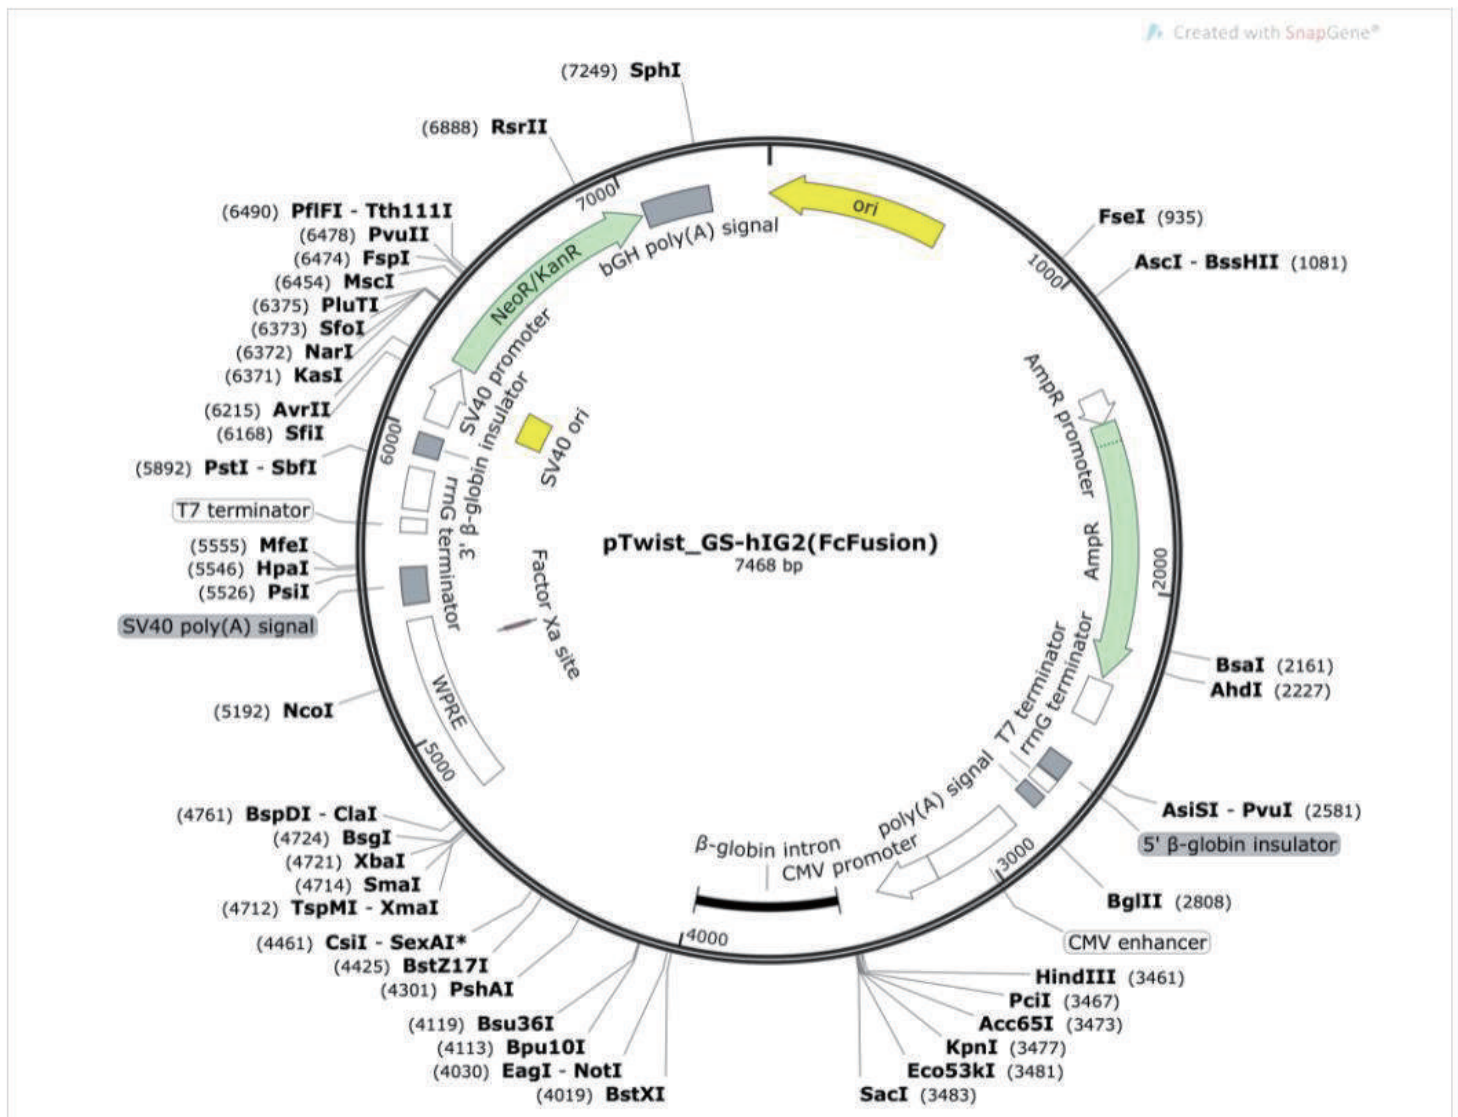 Created with SnapGene®
(7249) SphI
(6888) RsrII
7000
bGH poly(A) signal
ori
NeoR/KanR
(6490) PflFI - Tth111I
(6478) PvuII
(6474) FspI
(6454) MscI
(6375) PluTI
(6373) SfoI
(6372) NarI
(6371) KasI
(6215) AvrII
(6168) SfiI
(5892) PstI - SbfI
T7 terminator
(5555) MfeI
(5546) HpaI
(5526) PsiI
SV40 poly(A) signal
(5192) NcoI
6000
SV40 promoter
3' β-globin insulator
rrnG terminator
SV40 ori
Factor Xa site
WPRE
5000
pTwist_GS-hIG2(FcFusion)
7468 bp
FseI (935)
1000
AscI - BssHII (1081)
AmpR promoter
AmpR
2000
BsaI (2161)
AhdI (2227)
T7 terminator
rrnG terminator
poly(A) signal
AsiSI - PvuI (2581)
5' β-globin insulator
3000
BglII (2808)
CMV enhancer
β-globin intron
CMV promoter
4000
(4761) BspDI - ClaI
(4724) BsgI
(4721) XbaI
(4714) SmaI
(4712) TspMI - XmaI
(4461) CsiI - SexAI*
(4425) BstZ17I
(4301) PshAI
(4119) Bsu36I
(4113) Bpu10I
(4030) EagI - NotI
(4019) BstXI
HindIII (3461)
PciI (3467)
Acc65I (3473)
KpnI (3477)
Eco53kI (3481)
SacI (3483)